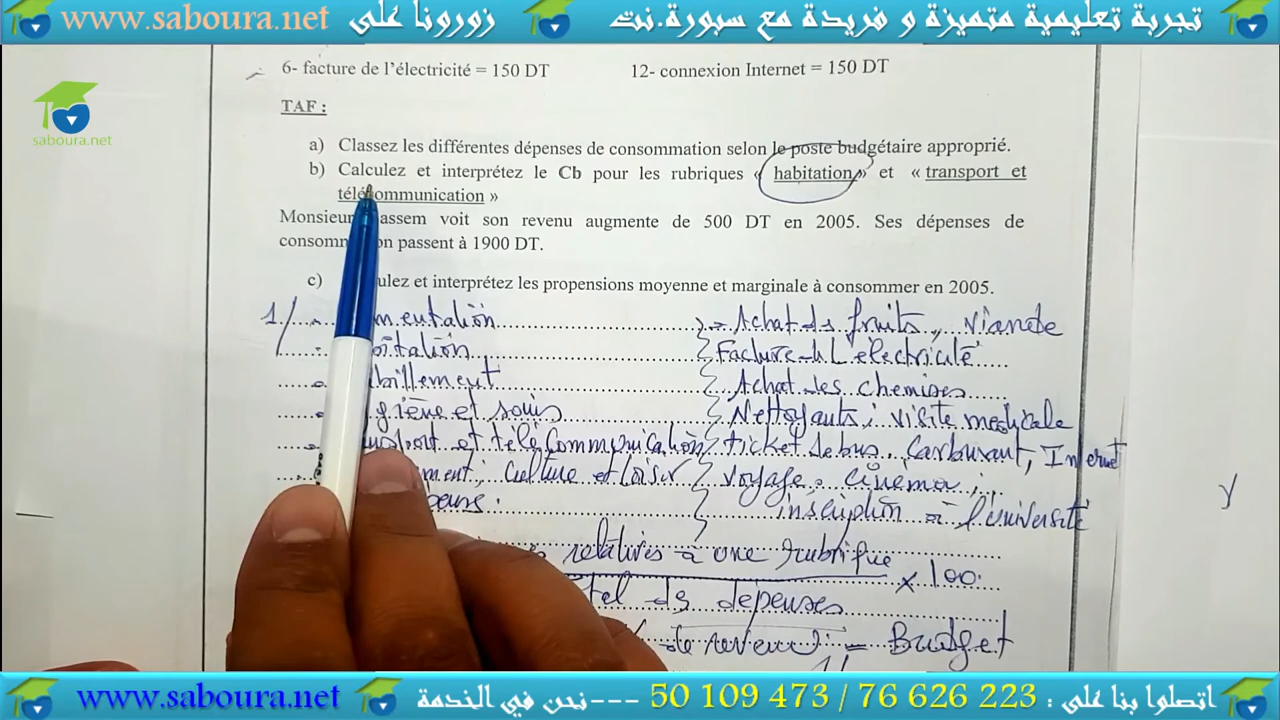 www.saboura.net زورونا على
تجربة تعليمية متميزة و فريدة مع سبورة.نت
saboura.net
6- facture de l'électricité = 150 DT
12- connexion Internet = 150 DT
TAF :
a) Classez les différentes dépenses de consommation selon le poste budgétaire approprié.
b) Calculez et interprétez le Cb pour les rubriques « habitation » et « transport et
télécommunication »
Monsieur assem voit son revenu augmente de 500 DT en 2005. Ses dépenses de
consomm on passent à 1900 DT.
c) ulez et interprétez les propensions moyenne et marginale à consommer en 2005.
1/ mentation → Achat ds fruits, viande
bitation Facture L'électricité
billement Achat des chemises
giène et soins Nettoyants, visite medicale
nsport et télécommunication ticket de bus. Carburant, Internet
ment, culture et loisir voyage. cinéma,
inscription à l'université
relatives à une rubrique
× 100
tal ds depenses
de revenu = Budget
y
www.saboura.net
اتصلوا بنا على : 223 626 76 / 473 109 50 ---نحن في الخدمة